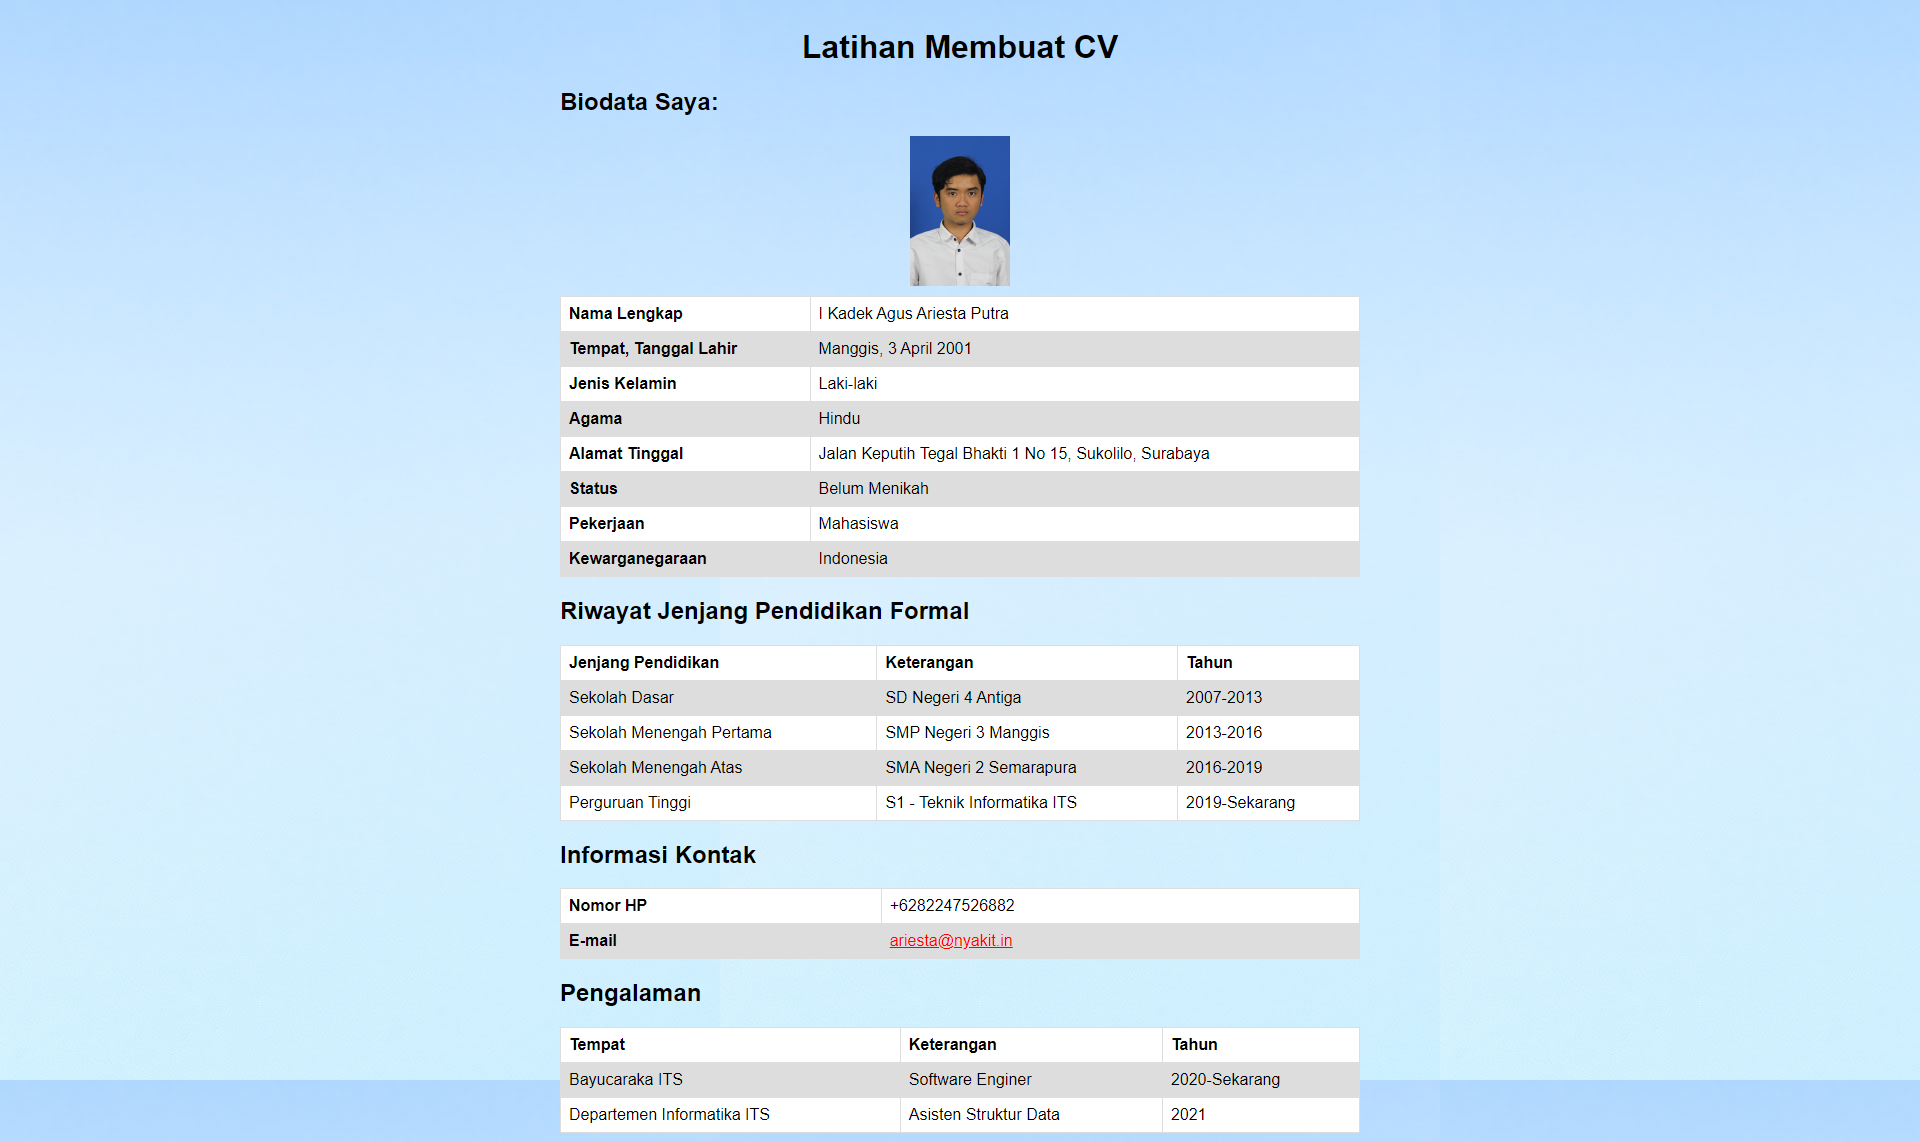 Latihan Membuat CV
Biodata Saya:
Nama Lengkap I Kadek Agus Ariesta Putra
Tempat, Tanggal Lahir Manggis, 3 April 2001
Jenis Kelamin Laki-laki
Agama Hindu
Alamat Tinggal Jalan Keputih Tegal Bhakti 1 No 15, Sukolilo, Surabaya
Status Belum Menikah
Pekerjaan Mahasiswa
Kewarganegaraan Indonesia
Riwayat Jenjang Pendidikan Formal
Jenjang Pendidikan Keterangan Tahun
Sekolah Dasar SD Negeri 4 Antiga 2007-2013
Sekolah Menengah Pertama SMP Negeri 3 Manggis 2013-2016
Sekolah Menengah Atas SMA Negeri 2 Semarapura 2016-2019
Perguruan Tinggi S1 - Teknik Informatika ITS 2019-Sekarang
Informasi Kontak
Nomor HP +6282247526882
E-mail ariesta@nyakit.in
Pengalaman
Tempat Keterangan Tahun
Bayucaraka ITS Software Enginer 2020-Sekarang
Departemen Informatika ITS Asisten Struktur Data 2021